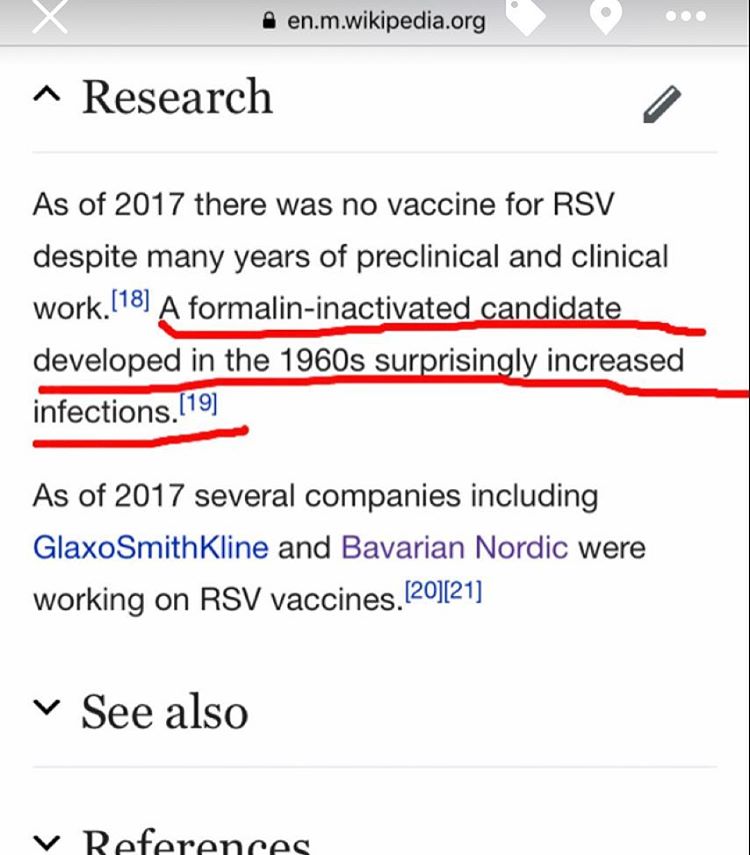 en.m.wikipedia.org
Research
As of 2017 there was no vaccine for RSV
despite many years of preclinical and clinical
work.[18] A formalin-inactivated candidate
developed in the 1960s surprisingly increased
infections.[19]
As of 2017 several companies including
GlaxoSmithKline and Bavarian Nordic were
working on RSV vaccines.[20][21]
See also
References